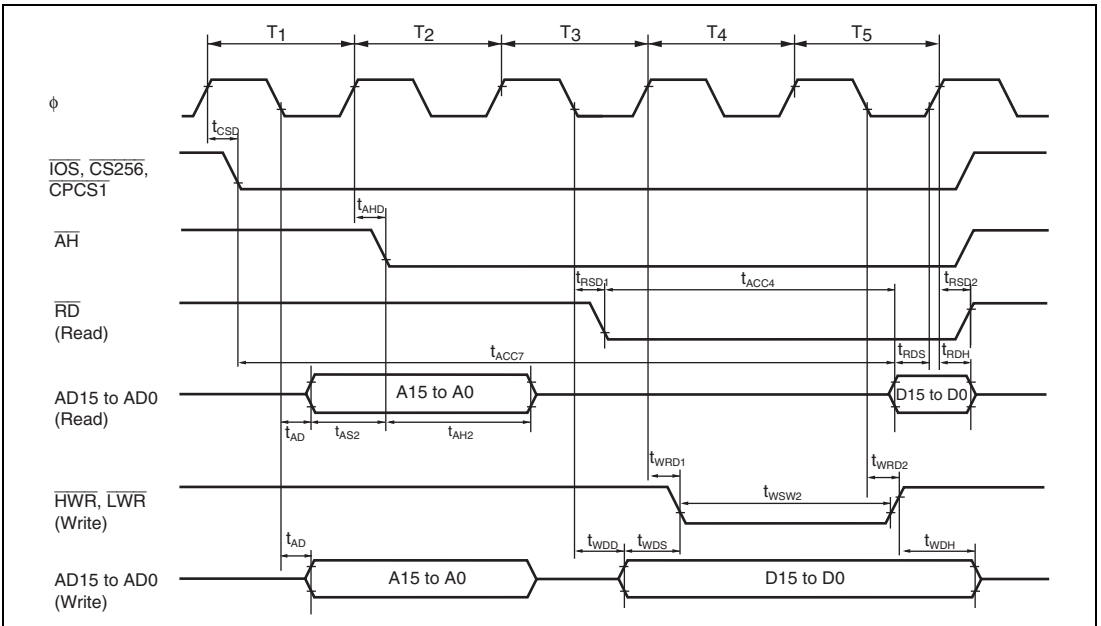 T1 T2 T3 T4 T5
φ
tCSD
IOS, CS256,
CPCS1
tAHD
AH
tRSD1 tACC4 tRSD2
RD
(Read)
tACC7 tRDS tRDH
AD15 to AD0
(Read)
A15 to A0 D15 to D0
tAD tAS2 tAH2
tWRD1 tWRD2
HWR, LWR
(Write)
tWSW2
tAD tWDD tWDS tWDH
AD15 to AD0
(Write)
A15 to A0 D15 to D0